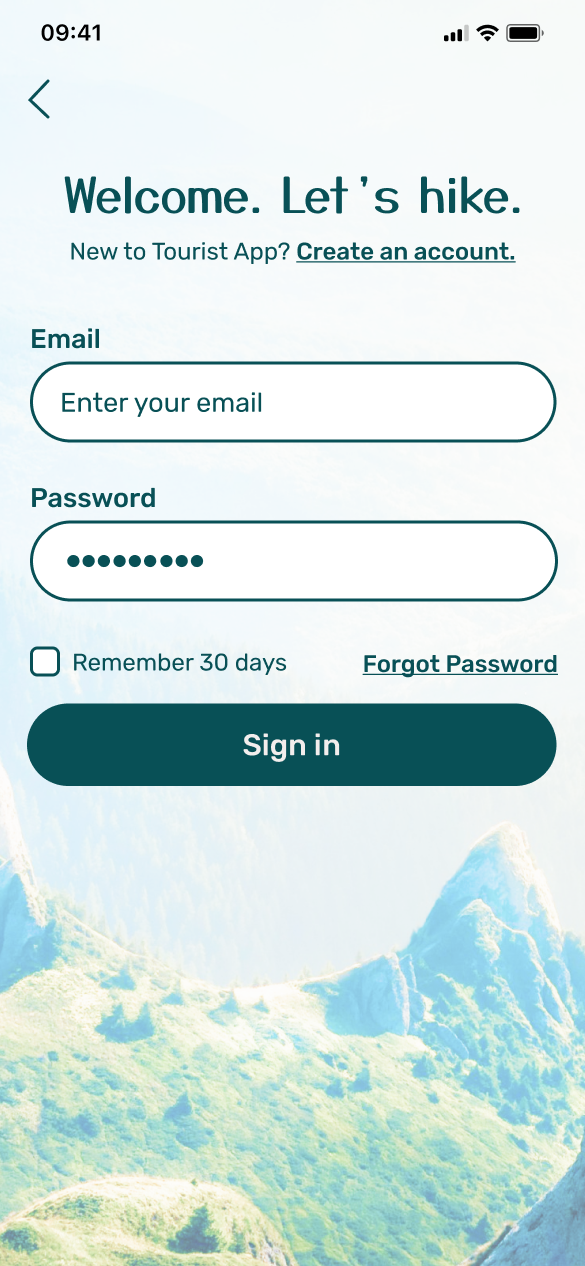 09:41
Welcome. Let's hike.
New to Tourist App? Create an account.
Email
Enter your email
Password
•••••••••
Remember 30 days Forgot Password
Sign in